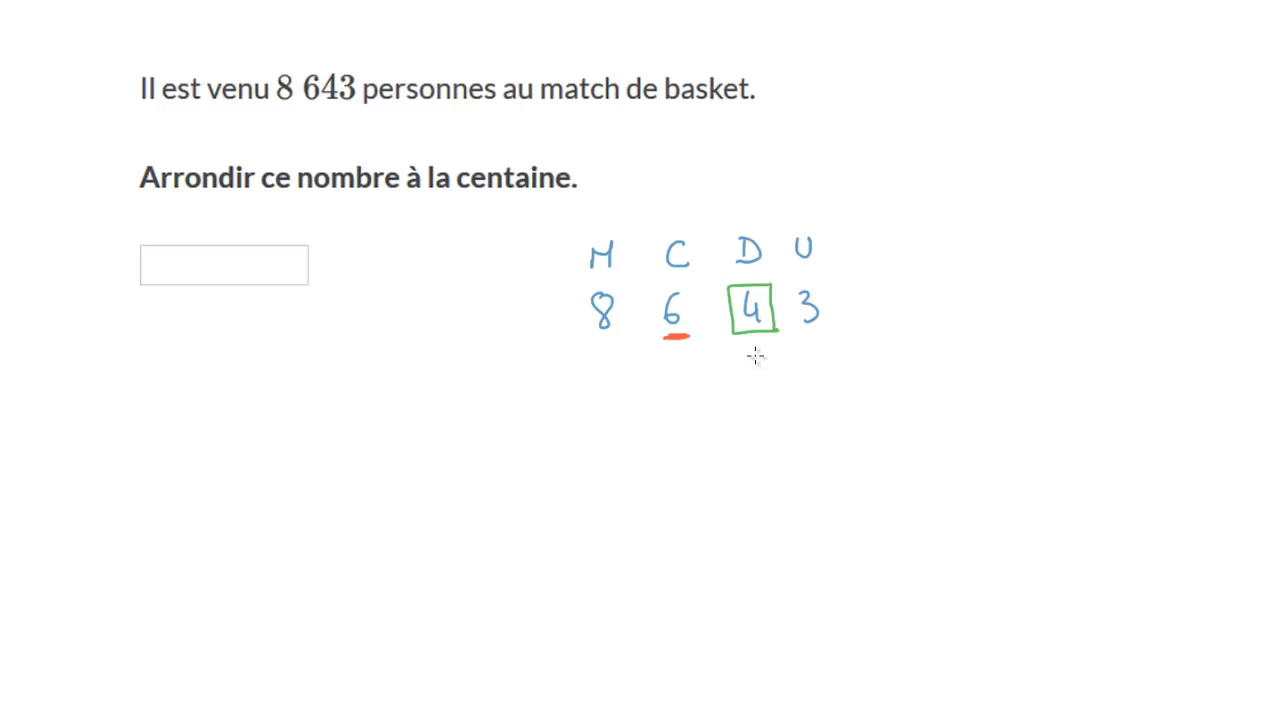 Il est venu 8 643 personnes au match de basket.
Arrondir ce nombre à la centaine.
M C D U
8 6 4 3